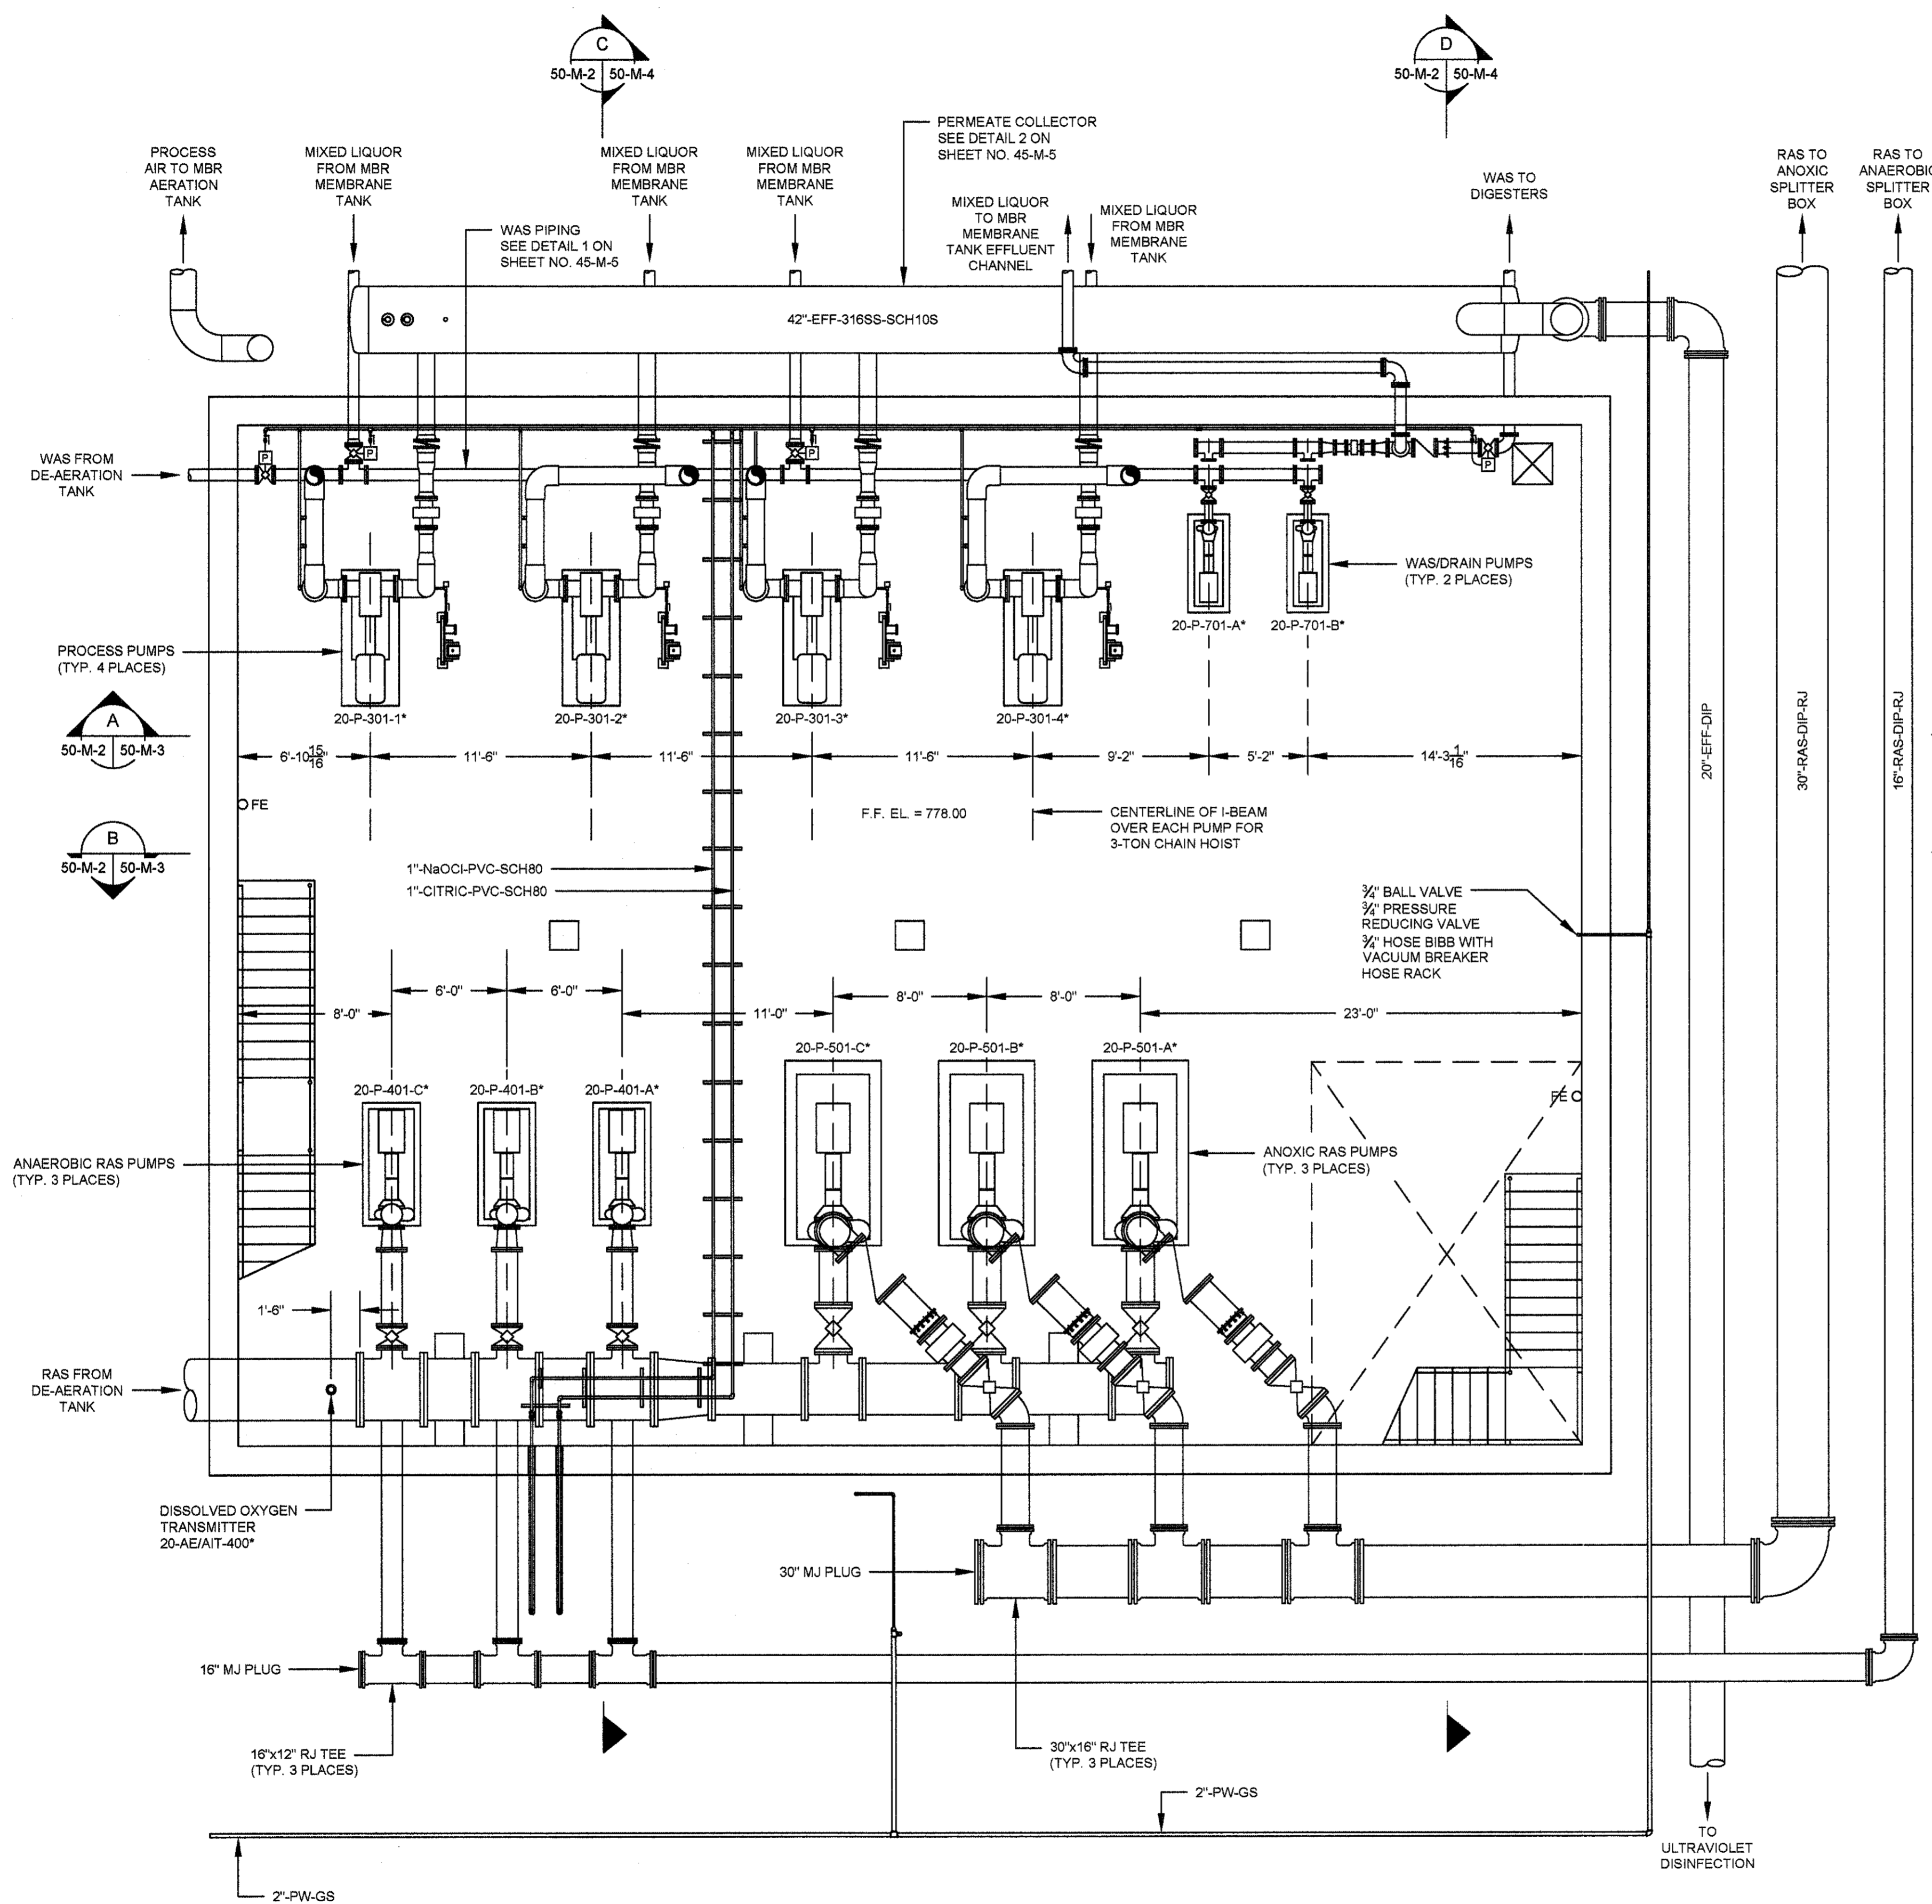 C
50-M-2 50-M-4
D
50-M-2 50-M-4
PERMEATE COLLECTOR
SEE DETAIL 2 ON
SHEET NO. 45-M-5
PROCESS
AIR TO MBR
AERATION
TANK
MIXED LIQUOR
FROM MBR
MEMBRANE
TANK
MIXED LIQUOR
FROM MBR
MEMBRANE
TANK
MIXED LIQUOR
FROM MBR
MEMBRANE
TANK
MIXED LIQUOR
TO MBR
MEMBRANE
TANK EFFLUENT
CHANNEL
MIXED LIQUOR
FROM MBR
MEMBRANE
TANK
WAS TO
DIGESTERS
RAS TO
ANOXIC
SPLITTER
BOX
RAS TO
ANAEROBIC
SPLITTER
BOX
WAS PIPING
SEE DETAIL 1 ON
SHEET NO. 45-M-5
42"-EFF-316SS-SCH10S
WAS FROM
DE-AERATION
TANK
P
P
P
P
WAS/DRAIN PUMPS
(TYP. 2 PLACES)
20-P-701-A*
20-P-701-B*
PROCESS PUMPS
(TYP. 4 PLACES)
20-P-301-1*
20-P-301-2*
20-P-301-3*
20-P-301-4*
20"-EFF-DIP
30"-RAS-DIP-RJ
16"-RAS-DIP-RJ
A
50-M-2 50-M-3
6'-10 15/16"
11'-6"
11'-6"
11'-6"
9'-2"
5'-2"
14'-3 1/16"
FE
F.F. EL. = 778.00
CENTERLINE OF I-BEAM
OVER EACH PUMP FOR
3-TON CHAIN HOIST
B
50-M-2 50-M-3
1"-NaOCl-PVC-SCH80
1"-CITRIC-PVC-SCH80
¾" BALL VALVE
¾" PRESSURE
REDUCING VALVE
¾" HOSE BIBB WITH
VACUUM BREAKER
HOSE RACK
6'-0"
6'-0"
8'-0"
8'-0"
8'-0"
11'-0"
23'-0"
20-P-501-C*
20-P-501-B*
20-P-501-A*
20-P-401-C*
20-P-401-B*
20-P-401-A*
FE
ANAEROBIC RAS PUMPS
(TYP. 3 PLACES)
ANOXIC RAS PUMPS
(TYP. 3 PLACES)
1'-6"
RAS FROM
DE-AERATION
TANK
DISSOLVED OXYGEN
TRANSMITTER
20-AE/AIT-400*
30" MJ PLUG
16" MJ PLUG
16"x12" RJ TEE
(TYP. 3 PLACES)
30"x16" RJ TEE
(TYP. 3 PLACES)
2"-PW-GS
TO
ULTRAVIOLET
DISINFECTION
2"-PW-GS